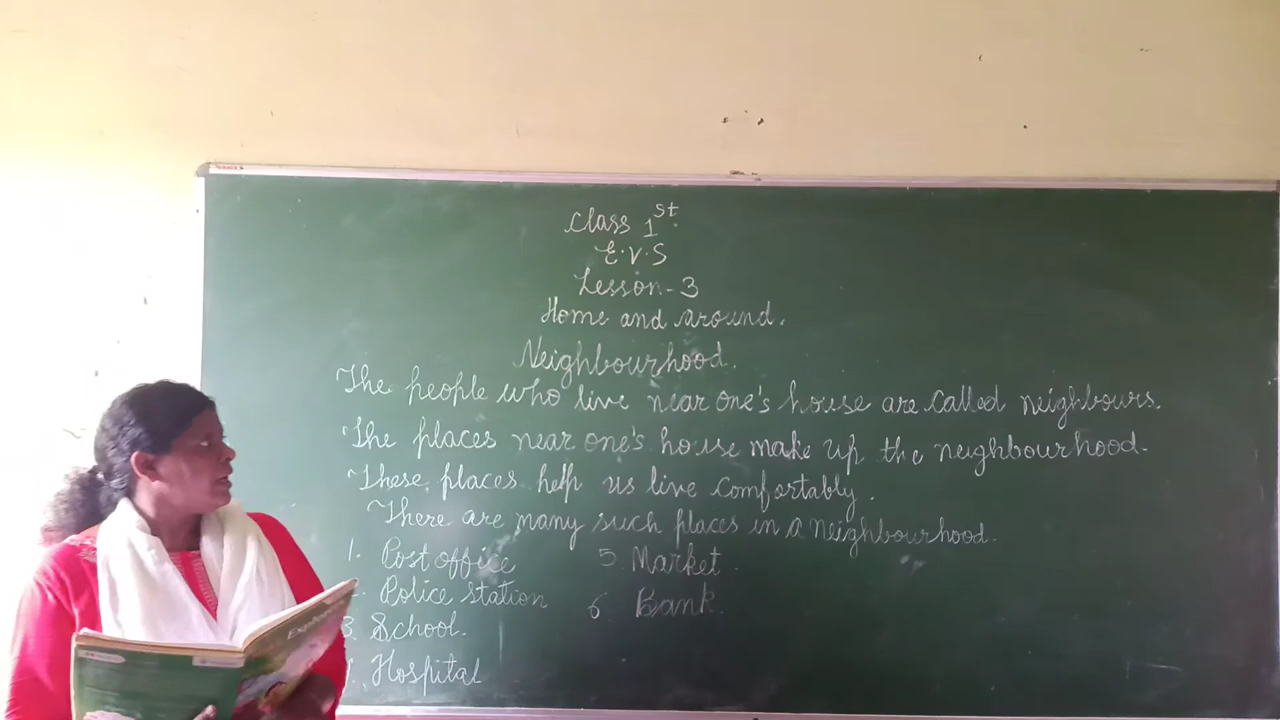 Class 1st.
E.V.S
Lesson-3
Home and around.
Neighbourhood.
The people who live near one's house are called neighbours.
The places near one's house make up the neighbourhood.
These places help us live comfortably.
There are many such places in a neighbourhood.
1. Post office
Police station
3. School.
Hospital
5. Market.
6 Bank.
Explore